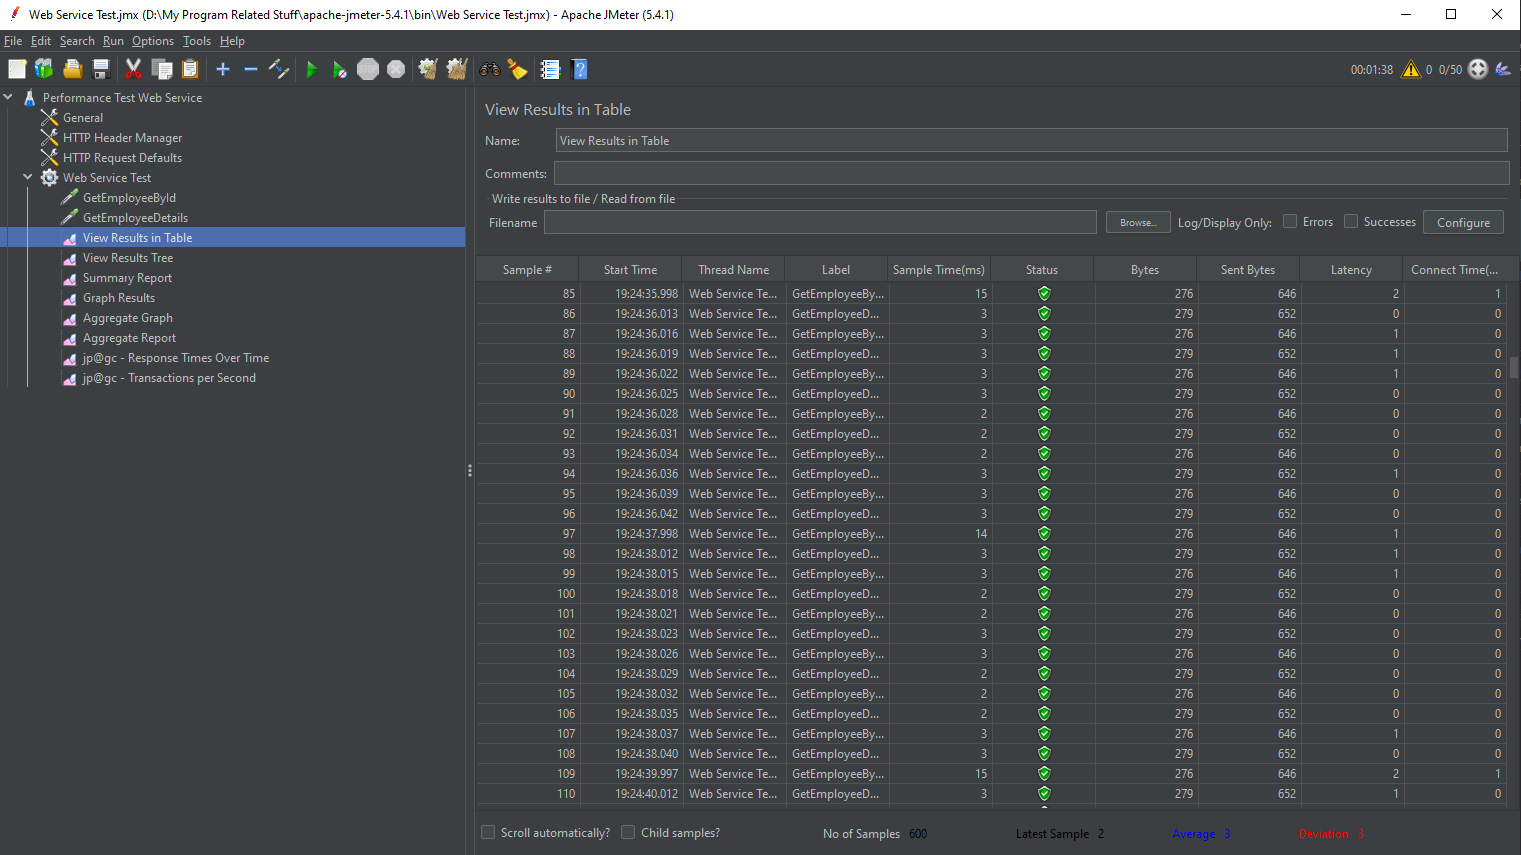 Web Service Test.jmx (D:\My Program Related Stuff\apache-jmeter-5.4.1\bin\Web Service Test.jmx) - Apache JMeter (5.4.1)
File Edit Search Run Options Tools Help
STOP ? 00:01:38 0 0/50
Performance Test Web Service
General
HTTP Header Manager
HTTP Request Defaults
Web Service Test
GetEmployeeById
GetEmployeeDetails
View Results in Table
View Results Tree
Summary Report
Graph Results
Aggregate Graph
Aggregate Report
jp@gc - Response Times Over Time
jp@gc - Transactions per Second
View Results in Table
Name: View Results in Table
Comments:
Write results to file / Read from file
Filename Browse... Log/Display Only: Errors Successes Configure
Sample # Start Time Thread Name Label Sample Time(ms) Status Bytes Sent Bytes Latency Connect Time(...
85 19:24:35.998 Web Service Te... GetEmployeeBy... 15 276 646 2 1
86 19:24:36.013 Web Service Te... GetEmployeeD... 3 279 652 0 0
87 19:24:36.016 Web Service Te... GetEmployeeBy... 3 276 646 1 0
88 19:24:36.019 Web Service Te... GetEmployeeD... 3 279 652 1 0
89 19:24:36.022 Web Service Te... GetEmployeeBy... 3 276 646 1 0
90 19:24:36.025 Web Service Te... GetEmployeeD... 3 279 652 0 0
91 19:24:36.028 Web Service Te... GetEmployeeBy... 2 276 646 0 0
92 19:24:36.031 Web Service Te... GetEmployeeD... 2 279 652 0 0
93 19:24:36.034 Web Service Te... GetEmployeeBy... 2 276 646 0 0
94 19:24:36.036 Web Service Te... GetEmployeeD... 3 279 652 1 0
95 19:24:36.039 Web Service Te... GetEmployeeBy... 3 276 646 0 0
96 19:24:36.042 Web Service Te... GetEmployeeD... 3 279 652 0 0
97 19:24:37.998 Web Service Te... GetEmployeeBy... 14 276 646 1 0
98 19:24:38.012 Web Service Te... GetEmployeeD... 3 279 652 1 0
99 19:24:38.015 Web Service Te... GetEmployeeBy... 3 276 646 1 0
100 19:24:38.018 Web Service Te... GetEmployeeD... 2 279 652 0 0
101 19:24:38.021 Web Service Te... GetEmployeeBy... 2 276 646 0 0
102 19:24:38.023 Web Service Te... GetEmployeeD... 3 279 652 0 0
103 19:24:38.026 Web Service Te... GetEmployeeBy... 3 276 646 0 0
104 19:24:38.029 Web Service Te... GetEmployeeD... 2 279 652 0 0
105 19:24:38.032 Web Service Te... GetEmployeeBy... 2 276 646 0 0
106 19:24:38.035 Web Service Te... GetEmployeeD... 2 279 652 0 0
107 19:24:38.037 Web Service Te... GetEmployeeBy... 3 276 646 1 0
108 19:24:38.040 Web Service Te... GetEmployeeD... 3 279 652 0 0
109 19:24:39.997 Web Service Te... GetEmployeeBy... 15 276 646 2 1
110 19:24:40.012 Web Service Te... GetEmployeeD... 3 279 652 1 0
Scroll automatically? Child samples? No of Samples 600 Latest Sample 2 Average 3 Deviation 3